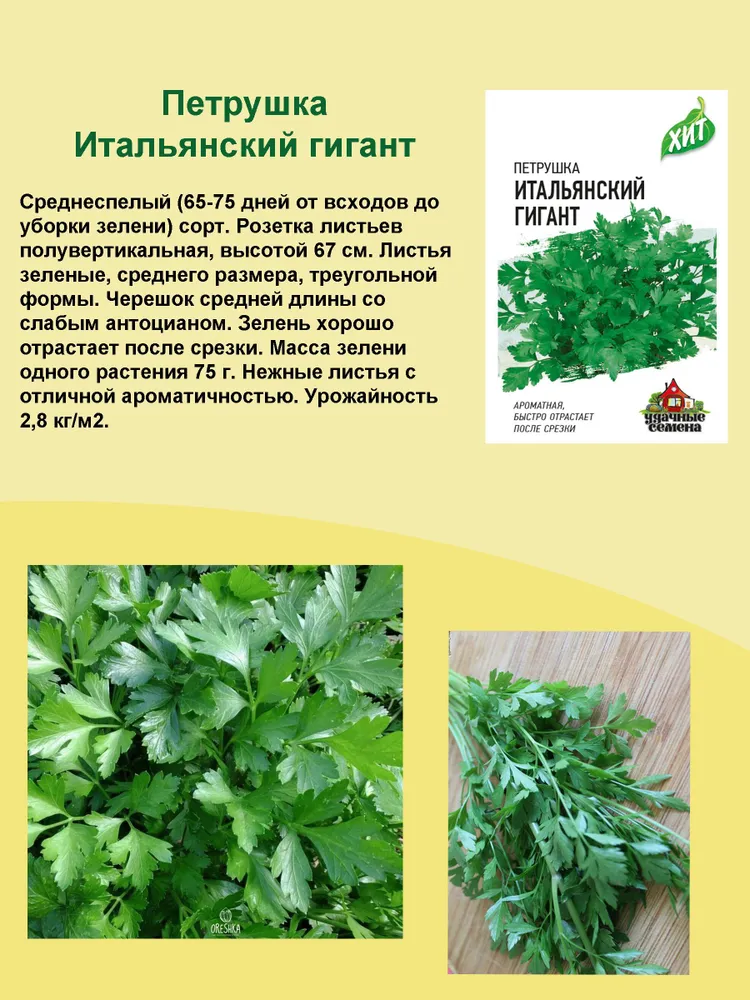 Петрушка
Итальянский гигант
Среднеспелый (65-75 дней от всходов до
уборки зелени) сорт. Розетка листьев
полувертикальная, высотой 67 см. Листья
зеленые, среднего размера, треугольной
формы. Черешок средней длины со
слабым антоцианом. Зелень хорошо
отрастает после срезки. Масса зелени
одного растения 75 г. Нежные листья с
отличной ароматичностью. Урожайность
2,8 кг/м2.
ХИТ
ПЕТРУШКА
ИТАЛЬЯНСКИЙ
ГИГАНТ
АРОМАТНАЯ,
БЫСТРО ОТРАСТАЕТ
ПОСЛЕ СРЕЗКИ
удачные
семена
ORESHKA